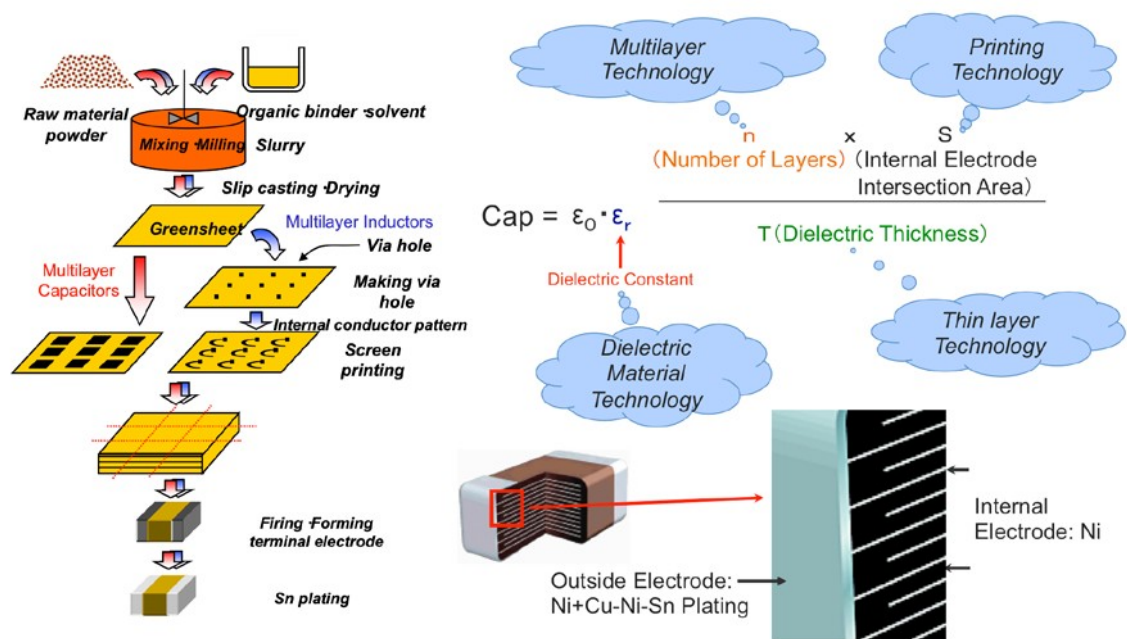 Raw material
powder
Organic binder·solvent
Mixing·Milling
Slurry
Slip casting·Drying
Greensheet
Multilayer Inductors
Via hole
Multilayer
Capacitors
Making via
hole
Internal conductor pattern
Screen
printing
Firing·Forming
terminal electrode
Sn plating
Multilayer
Technology
Printing
Technology
n × S
(Number of Layers) (Internal Electrode
Intersection Area)
Cap = ε₀·εᵣ
T(Dielectric Thickness)
Dielectric Constant
Dielectric
Material
Technology
Thin layer
Technology
Internal
Electrode: Ni
Outside Electrode:
Ni+Cu-Ni-Sn Plating